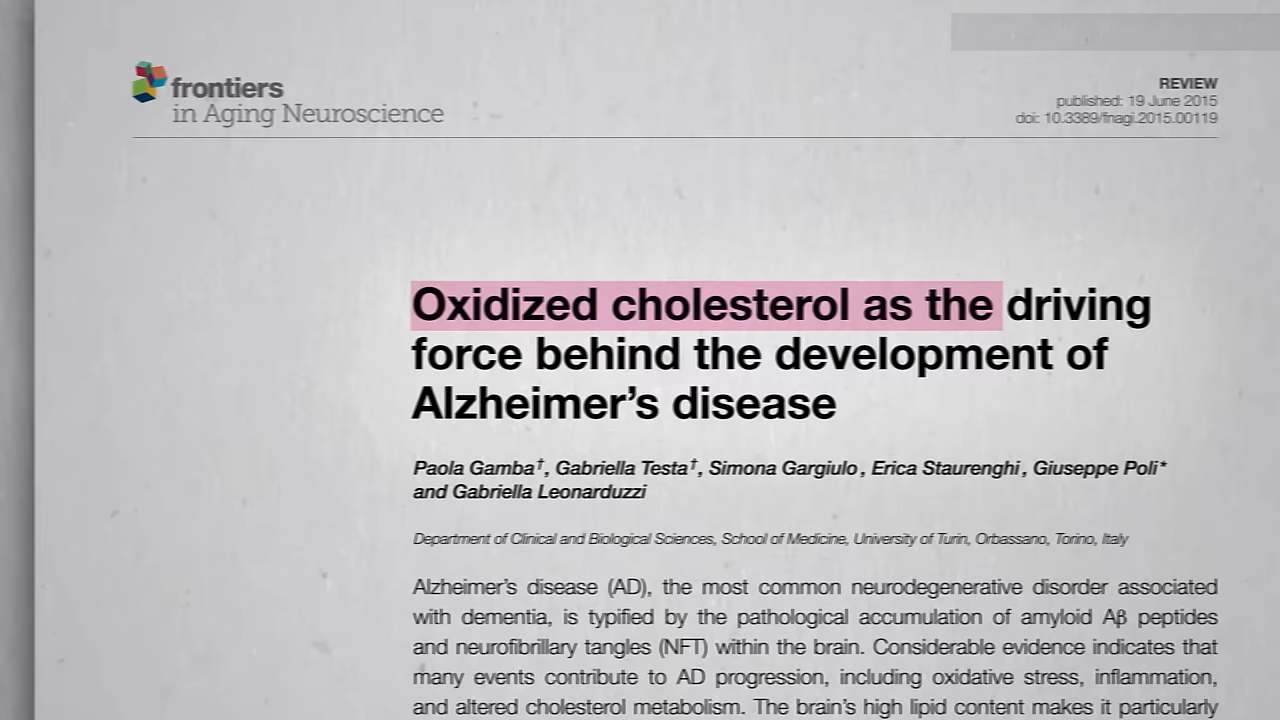 frontiers
in Aging Neuroscience
REVIEW
published: 19 June 2015
doi: 10.3389/fnagi.2015.00119
Oxidized cholesterol as the driving
force behind the development of
Alzheimer's disease
Paola Gamba†, Gabriella Testa†, Simona Gargiulo, Erica Staurenghi, Giuseppe Poli*
and Gabriella Leonarduzzi
Department of Clinical and Biological Sciences, School of Medicine, University of Turin, Orbassano, Torino, Italy
Alzheimer's disease (AD), the most common neurodegenerative disorder associated
with dementia, is typified by the pathological accumulation of amyloid Aβ peptides
and neurofibrillary tangles (NFT) within the brain. Considerable evidence indicates that
many events contribute to AD progression, including oxidative stress, inflammation,
and altered cholesterol metabolism. The brain's high lipid content makes it particularly